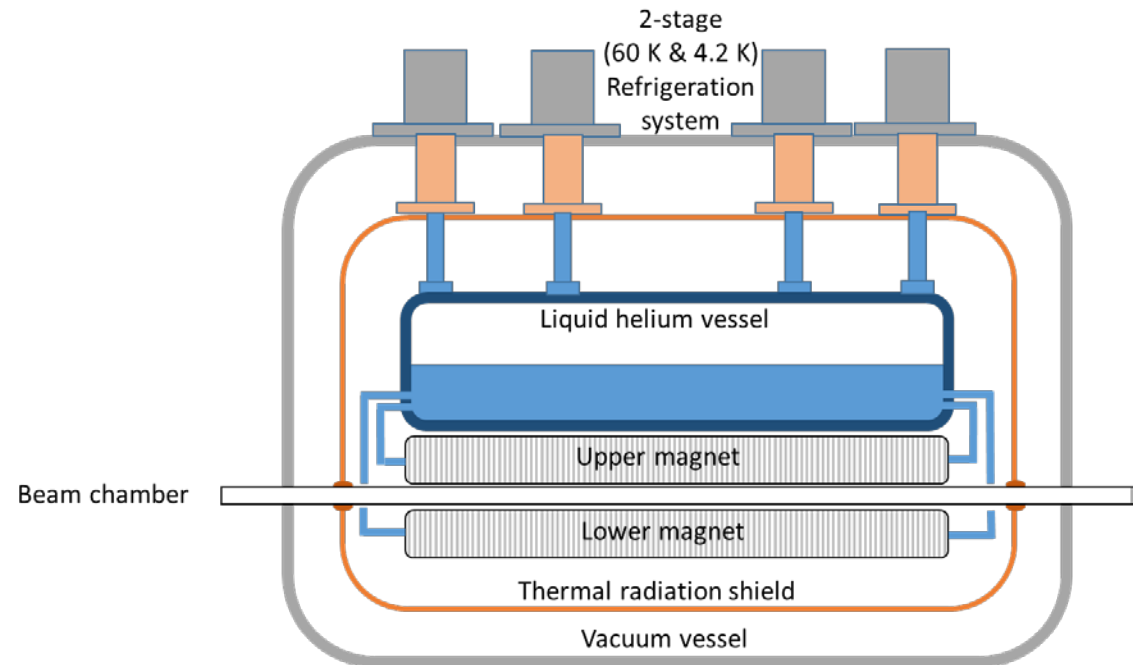 2-stage
(60 K & 4.2 K)
Refrigeration
system
Liquid helium vessel
Upper magnet
Beam chamber
Lower magnet
Thermal radiation shield
Vacuum vessel